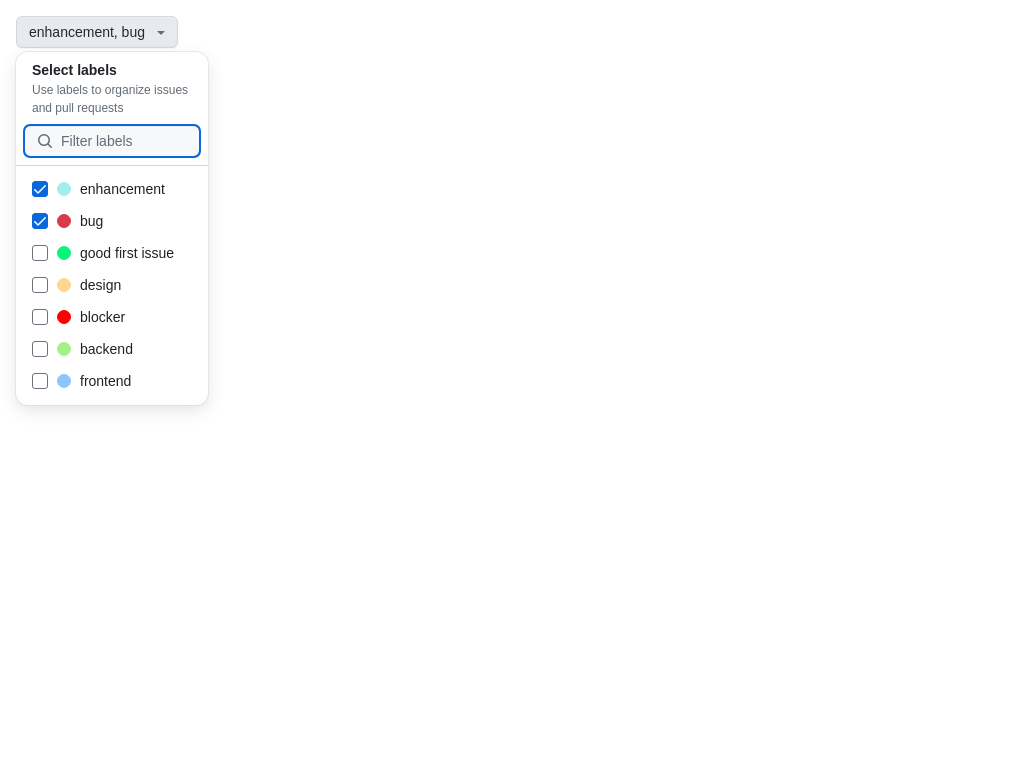 enhancement, bug
Select labels
Use labels to organize issues
and pull requests
Filter labels
enhancement
bug
good first issue
design
blocker
backend
frontend